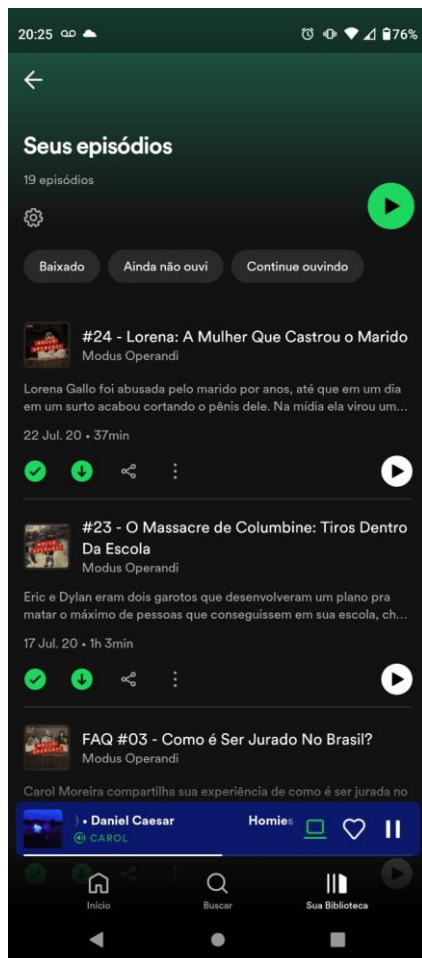 20:25
76%
Seus episódios
19 episódios
Baixado Ainda não ouvi Continue ouvindo
#24 - Lorena: A Mulher Que Castrou o Marido
Modus Operandi
Lorena Gallo foi abusada pelo marido por anos, até que em um dia
em um surto acabou cortando o pênis dele. Na mídia ela virou um...
22 Jul. 20 • 37min
#23 - O Massacre de Columbine: Tiros Dentro
Da Escola
Modus Operandi
Eric e Dylan eram dois garotos que desenvolveram um plano pra
matar o máximo de pessoas que conseguissem em sua escola, ch...
17 Jul. 20 • 1h 3min
FAQ #03 - Como é Ser Jurado No Brasil?
Modus Operandi
Carol Moreira compartilha sua experiência de como é ser jurada no
) • Daniel Caesar Homies
CAROL
Início Buscar Sua Biblioteca